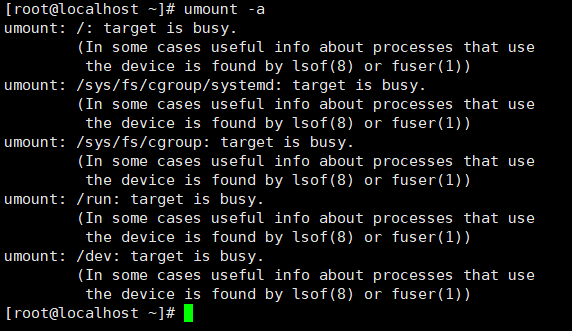 [root@localhost ~]# umount -a
umount: /: target is busy.
        (In some cases useful info about processes that use
         the device is found by lsof(8) or fuser(1))
umount: /sys/fs/cgroup/systemd: target is busy.
        (In some cases useful info about processes that use
         the device is found by lsof(8) or fuser(1))
umount: /sys/fs/cgroup: target is busy.
        (In some cases useful info about processes that use
         the device is found by lsof(8) or fuser(1))
umount: /run: target is busy.
        (In some cases useful info about processes that use
         the device is found by lsof(8) or fuser(1))
umount: /dev: target is busy.
        (In some cases useful info about processes that use
         the device is found by lsof(8) or fuser(1))
[root@localhost ~]#